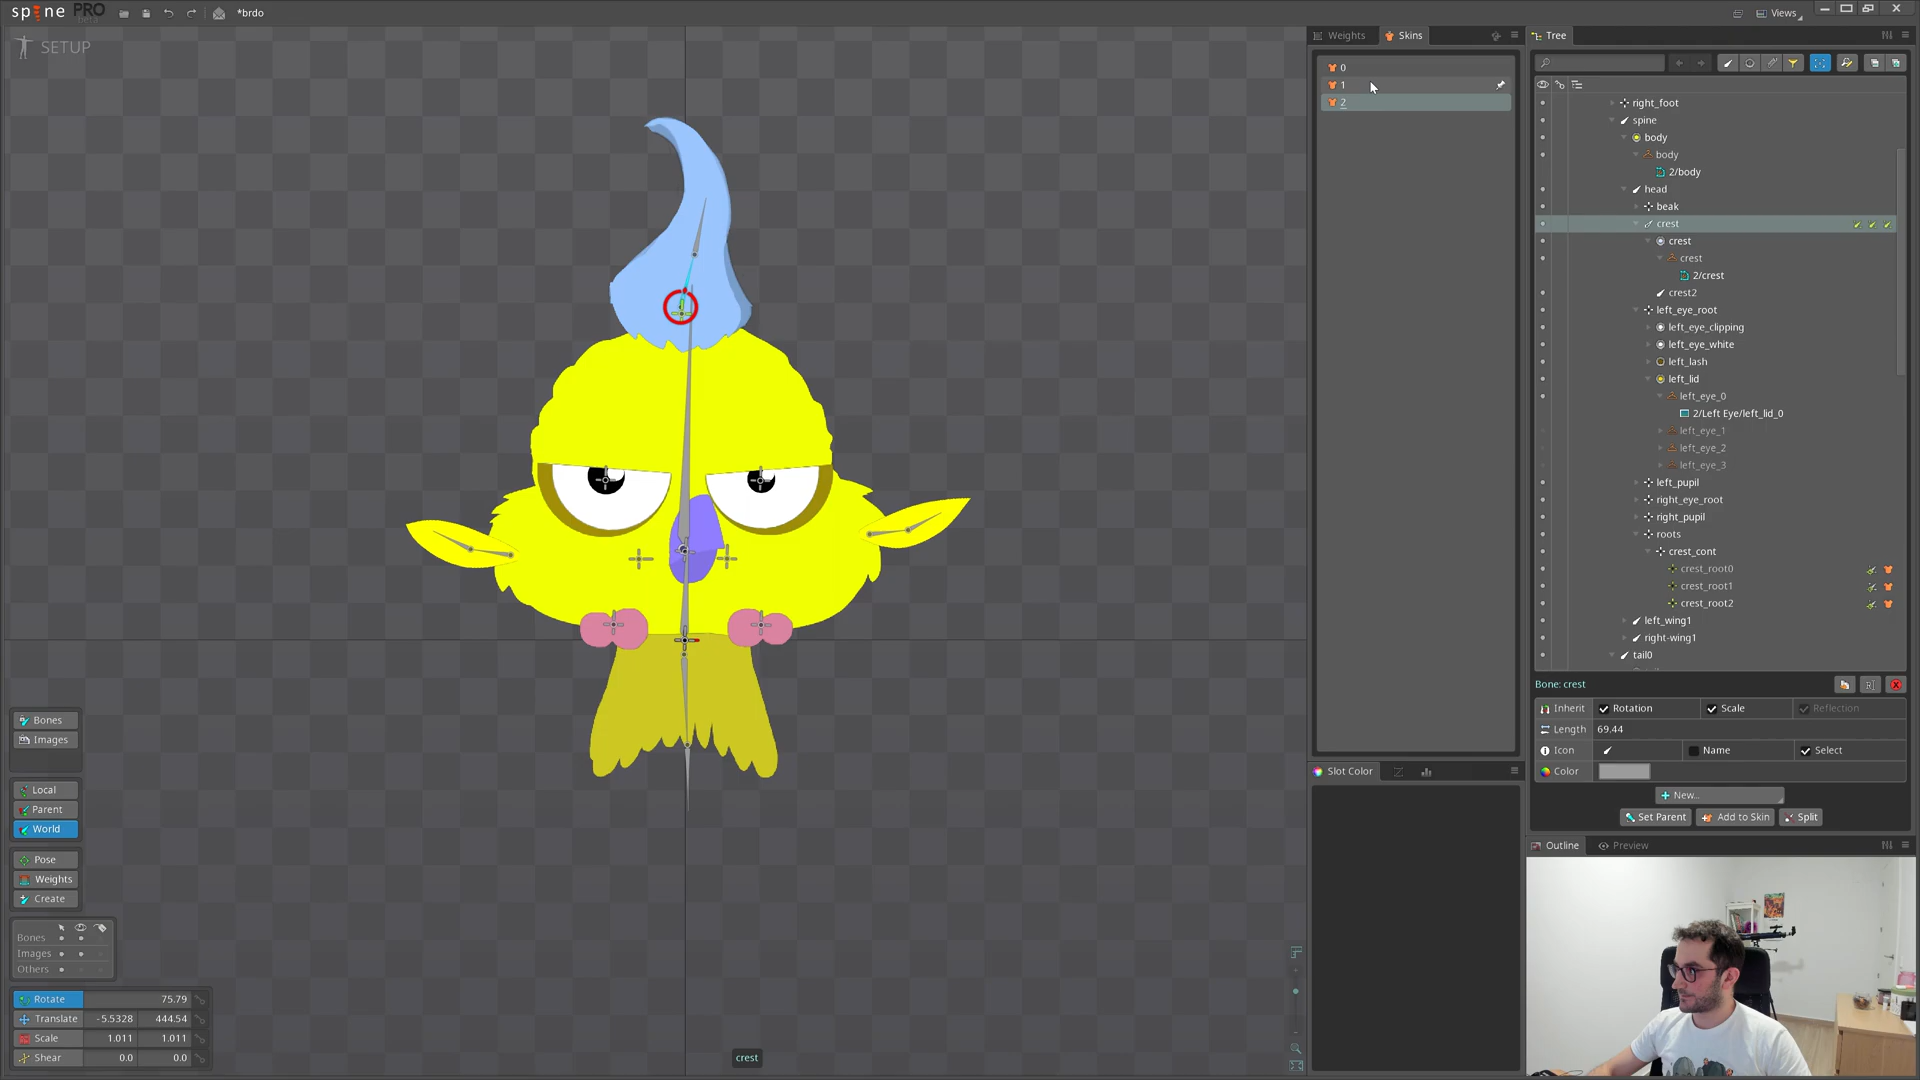 spine PRO
beta
*brdo
Views
SETUP
Weights
Skins
Tree
0
1
2
right_foot
spine
body
body
2/body
head
beak
crest
crest
crest
2/crest
crest2
left_eye_root
left_eye_clipping
left_eye_white
left_lash
left_lid
left_eye_0
2/Left Eye/left_lid_0
left_eye_1
left_eye_2
left_eye_3
left_pupil
right_eye_root
right_pupil
roots
crest_cont
crest_root0
crest_root1
crest_root2
left_wing1
right-wing1
tail0
Bone: crest
Inherit Rotation Scale Reflection
Length 69.44
Icon Name Select
Color
New...
Set Parent Add to Skin Split
Slot Color
Outline Preview
Bones
Images
Local
Parent
World
Pose
Weights
Create
Bones
Images
Others
Rotate 75.79
Translate -5.5328 444.54
Scale 1.011 1.011
Shear 0.0 0.0
crest